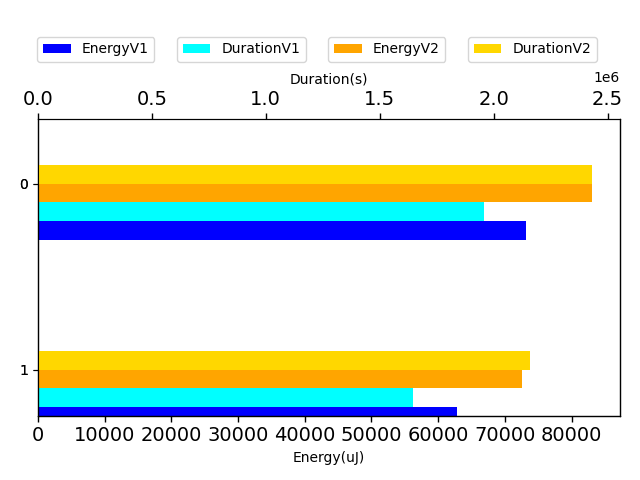 EnergyV1 DurationV1 EnergyV2 DurationV2
Duration(s) 1e6
0.0 0.5 1.0 1.5 2.0 2.5
0
1
0 10000 20000 30000 40000 50000 60000 70000 80000
Energy(uJ)